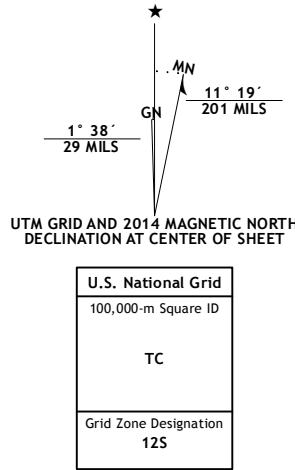 ★
MN
GN
11° 19´
201 MILS
1° 38´
29 MILS
UTM GRID AND 2014 MAGNETIC NORTH
DECLINATION AT CENTER OF SHEET
U.S. National Grid
100,000-m Square ID
TC
Grid Zone Designation
12S